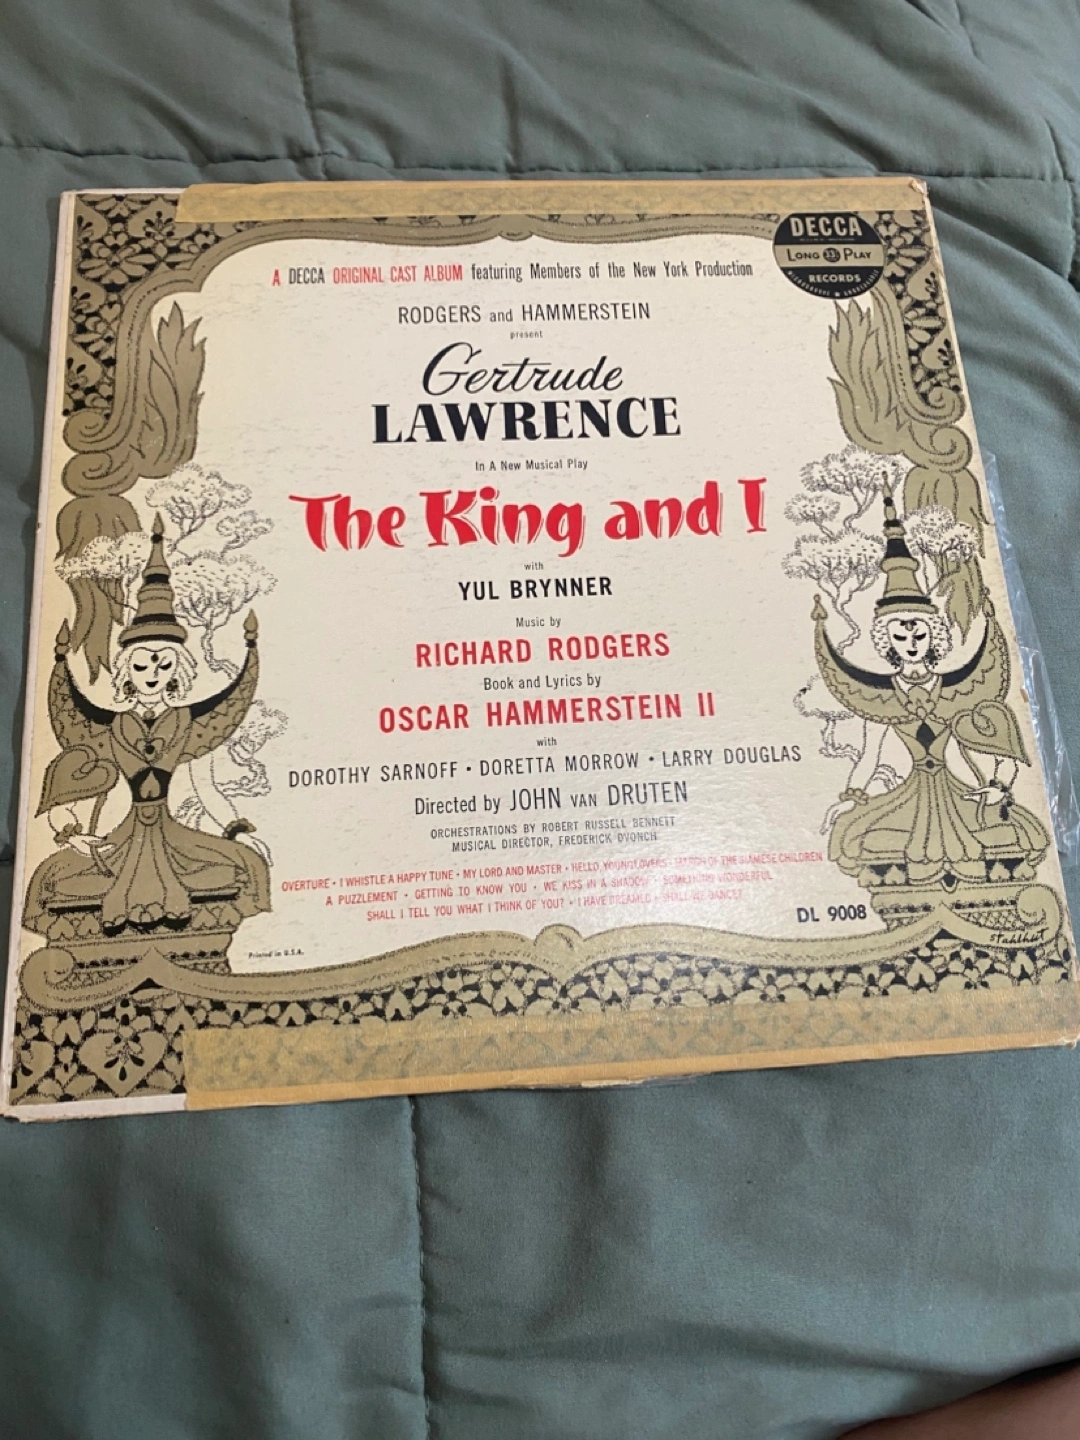 DECCA
LONG 33⅓ PLAY
RECORDS
A DECCA ORIGINAL CAST ALBUM featuring Members of the New York Production
RODGERS and HAMMERSTEIN
present
Gertrude
LAWRENCE
In A New Musical Play
The King and I
with
YUL BRYNNER
Music by
RICHARD RODGERS
Book and Lyrics by
OSCAR HAMMERSTEIN II
with
DOROTHY SARNOFF • DORETTA MORROW • LARRY DOUGLAS
Directed by JOHN VAN DRUTEN
ORCHESTRATIONS BY ROBERT RUSSELL BENNETT
MUSICAL DIRECTOR, FREDERICK DVONCH
OVERTURE • I WHISTLE A HAPPY TUNE • MY LORD AND MASTER • HELLO, YOUNG LOVERS • MARCH OF THE SIAMESE CHILDREN
A PUZZLEMENT • GETTING TO KNOW YOU • WE KISS IN A SHADOW • SOMETHING WONDERFUL
SHALL I TELL YOU WHAT I THINK OF YOU? • I HAVE DREAMED • SHALL WE DANCE?
DL 9008
Stahlhut
Printed in U.S.A.